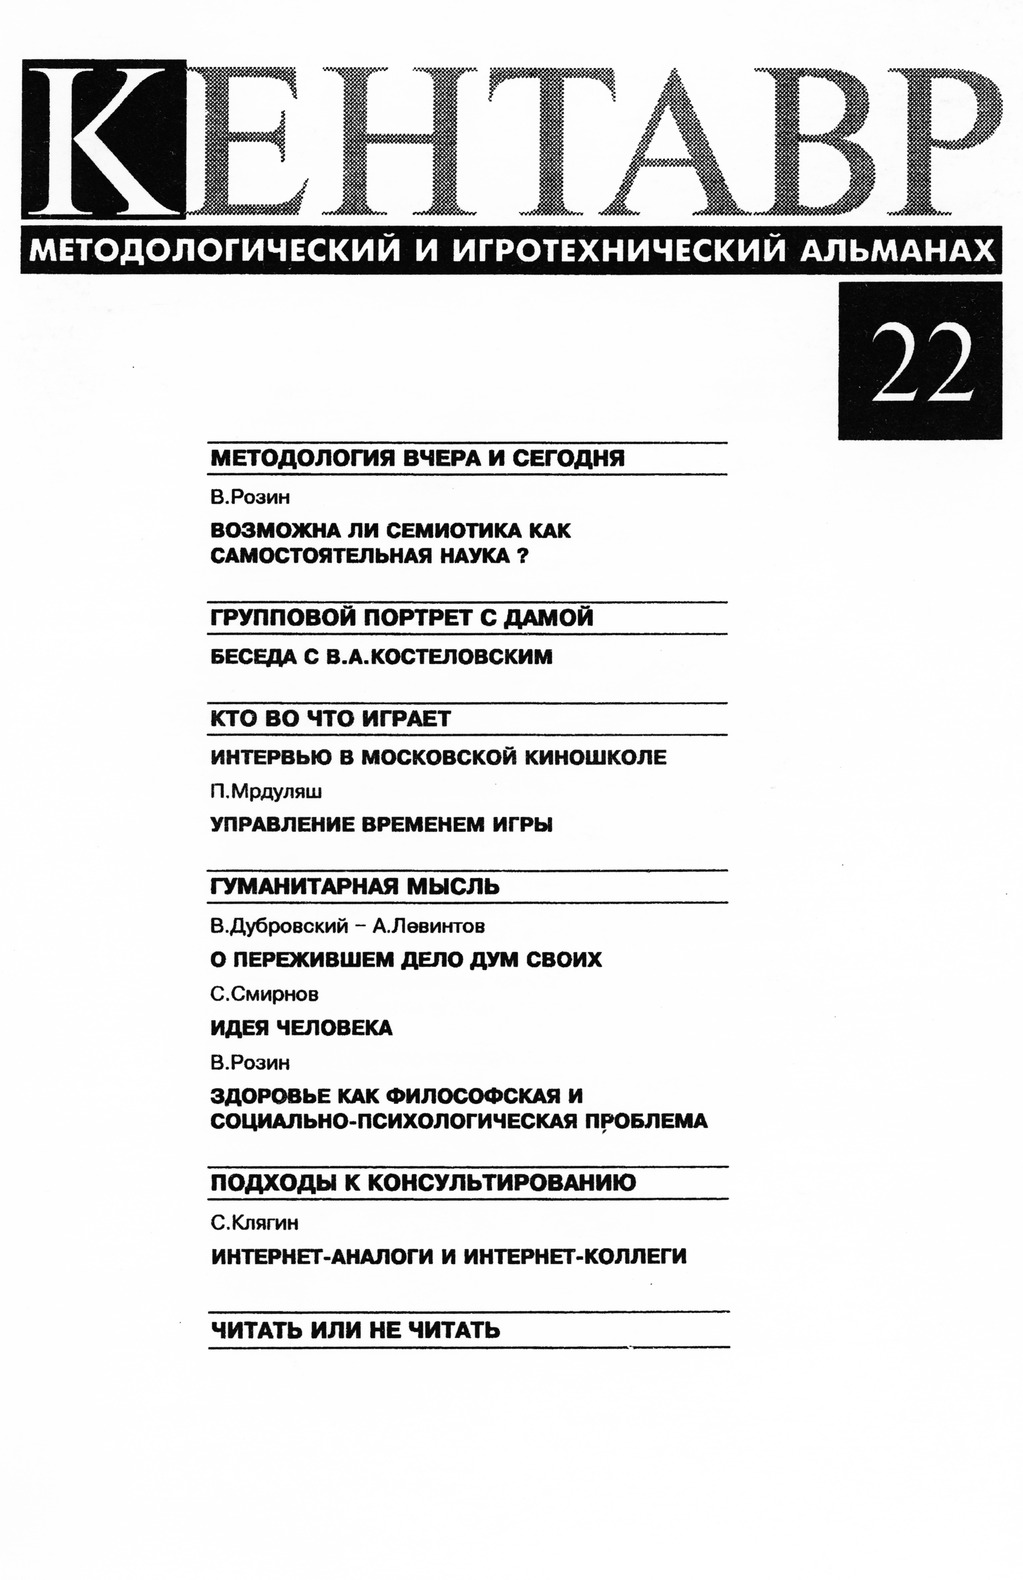 КЕНТАВР
МЕТОДОЛОГИЧЕСКИЙ И ИГРОТЕХНИЧЕСКИЙ АЛЬМАНАХ
22
МЕТОДОЛОГИЯ ВЧЕРА И СЕГОДНЯ
В.Розин
ВОЗМОЖНА ЛИ СЕМИОТИКА КАК
САМОСТОЯТЕЛЬНАЯ НАУКА ?
ГРУППОВОЙ ПОРТРЕТ С ДАМОЙ
БЕСЕДА С В.А.КОСТЕЛОВСКИМ
КТО ВО ЧТО ИГРАЕТ
ИНТЕРВЬЮ В МОСКОВСКОЙ КИНОШКОЛЕ
П.Мрдуляш
УПРАВЛЕНИЕ ВРЕМЕНЕМ ИГРЫ
ГУМАНИТАРНАЯ МЫСЛЬ
В.Дубровский – А.Левинтов
О ПЕРЕЖИВШЕМ ДЕЛО ДУМ СВОИХ
С.Смирнов
ИДЕЯ ЧЕЛОВЕКА
В.Розин
ЗДОРОВЬЕ КАК ФИЛОСОФСКАЯ И
СОЦИАЛЬНО-ПСИХОЛОГИЧЕСКАЯ ПРОБЛЕМА
ПОДХОДЫ К КОНСУЛЬТИРОВАНИЮ
С.Клягин
ИНТЕРНЕТ-АНАЛОГИ И ИНТЕРНЕТ-КОЛЛЕГИ
ЧИТАТЬ ИЛИ НЕ ЧИТАТЬ